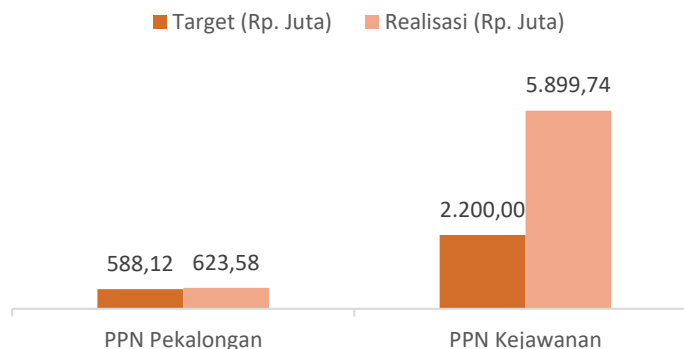 Target (Rp. Juta) Realisasi (Rp. Juta)
5.899,74
2.200,00
588,12 623,58
PPN Pekalongan PPN Kejawanan